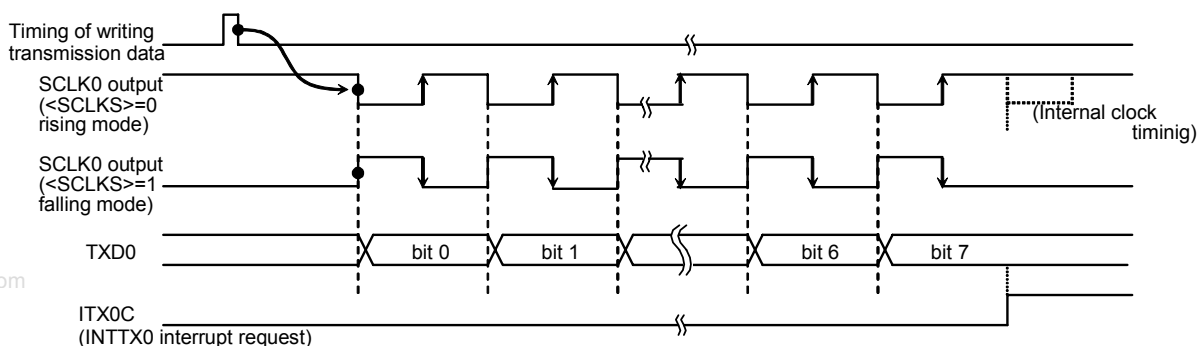 Timing of writing
transmission data
SCLK0 output
(<SCLKS>=0
rising mode)
(Internal clock
timinig)
SCLK0 output
(<SCLKS>=1
falling mode)
TXD0
bit 0
bit 1
bit 6
bit 7
om
ITX0C
(INTTX0 interrupt request)